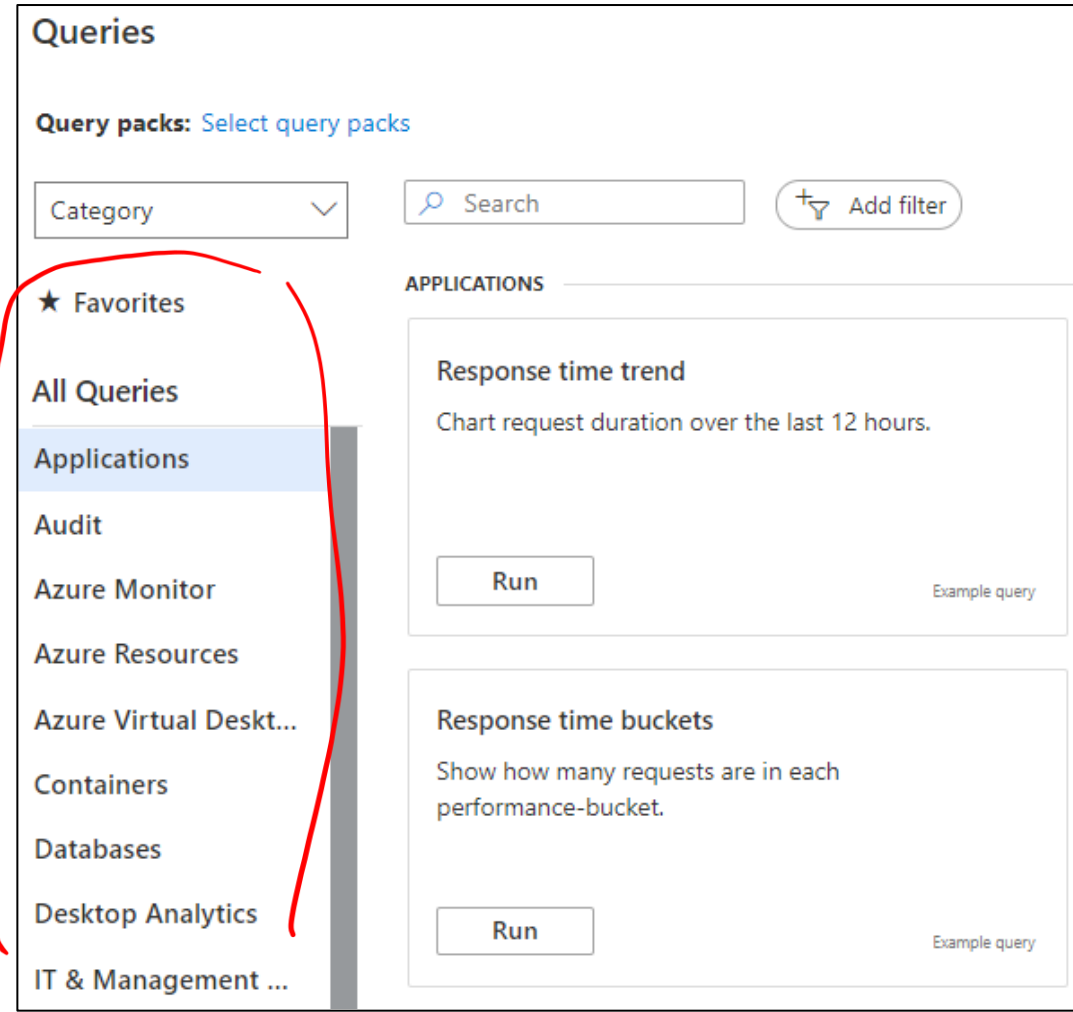 Queries
Query packs: Select query packs
Category
Search
Add filter
★ Favorites
All Queries
Applications
Audit
Azure Monitor
Azure Resources
Azure Virtual Deskt...
Containers
Databases
Desktop Analytics
IT & Management ...
APPLICATIONS
Response time trend
Chart request duration over the last 12 hours.
Run
Example query
Response time buckets
Show how many requests are in each
performance-bucket.
Run
Example query